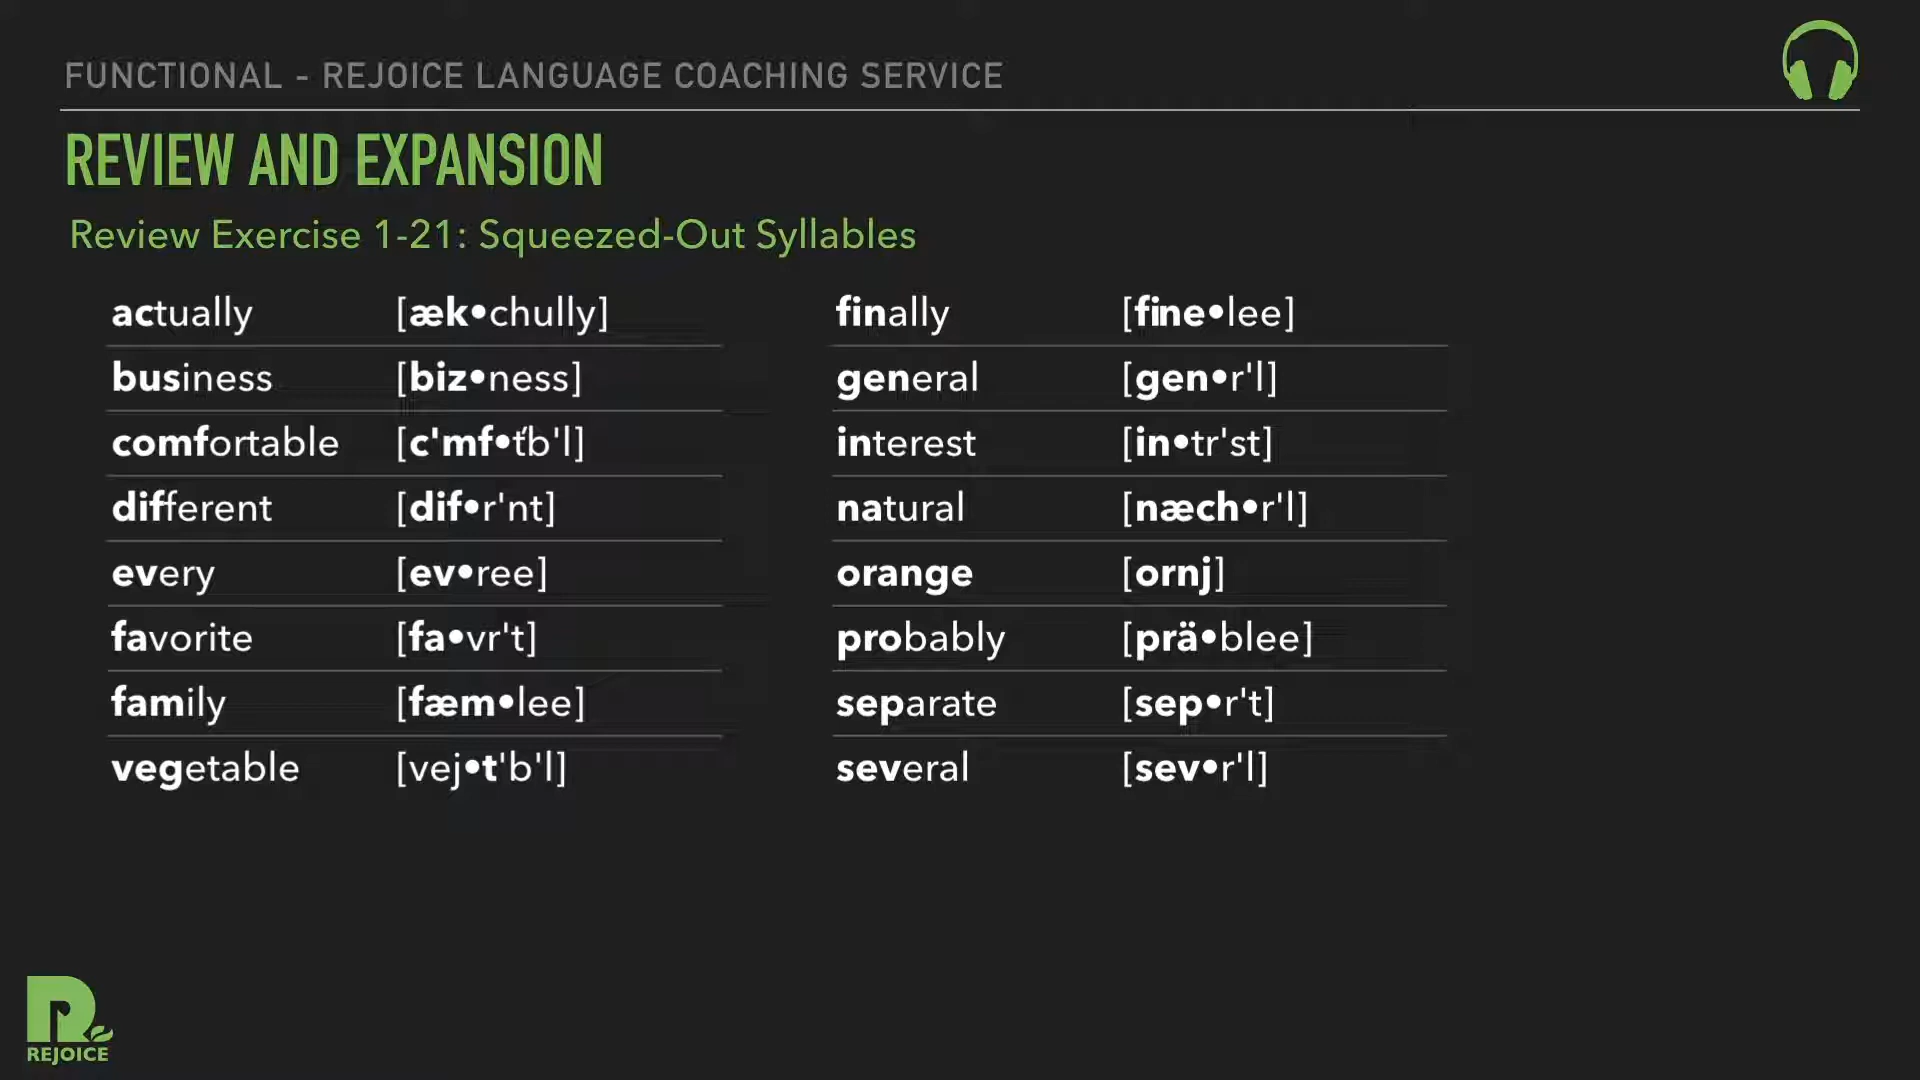 FUNCTIONAL - REJOICE LANGUAGE COACHING SERVICE
REVIEW AND EXPANSION
Review Exercise 1-21: Squeezed-Out Syllables
actually [æk•chully] finally [fine•lee]
business [biz•ness] general [gen•r'l]
comfortable [c'mf•ťb'l] interest [in•tr'st]
different [dif•r'nt] natural [næch•r'l]
every [ev•ree] orange [ornj]
favorite [fa•vr't] probably [prä•blee]
family [fæm•lee] separate [sep•r't]
vegetable [vej•t'b'l] several [sev•r'l]
REJOICE